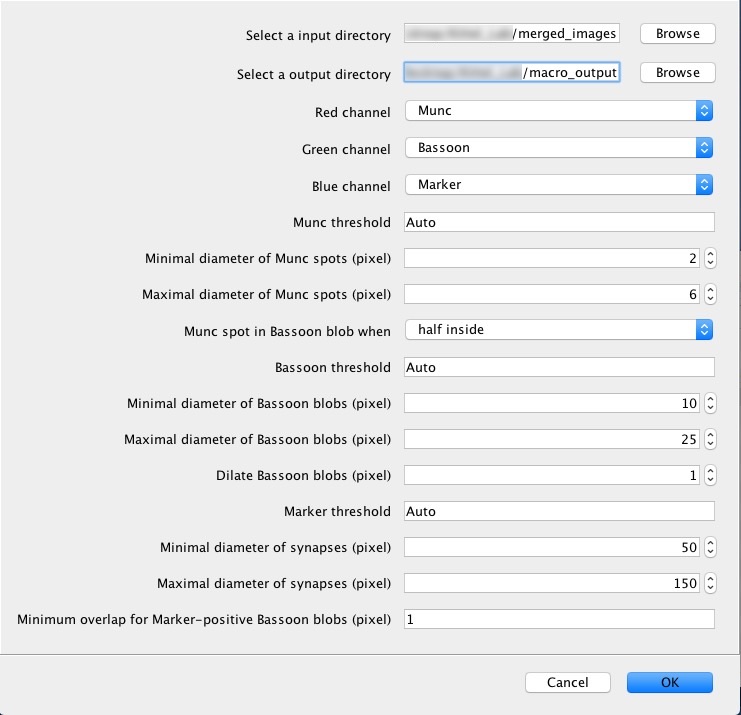 Select a input directory /merged_images Browse
Select a output directory /macro_output Browse
Red channel Munc
Green channel Bassoon
Blue channel Marker
Munc threshold Auto
Minimal diameter of Munc spots (pixel) 2
Maximal diameter of Munc spots (pixel) 6
Munc spot in Bassoon blob when half inside
Bassoon threshold Auto
Minimal diameter of Bassoon blobs (pixel) 10
Maximal diameter of Bassoon blobs (pixel) 25
Dilate Bassoon blobs (pixel) 1
Marker threshold Auto
Minimal diameter of synapses (pixel) 50
Maximal diameter of synapses (pixel) 150
Minimum overlap for Marker-positive Bassoon blobs (pixel) 1
Cancel OK